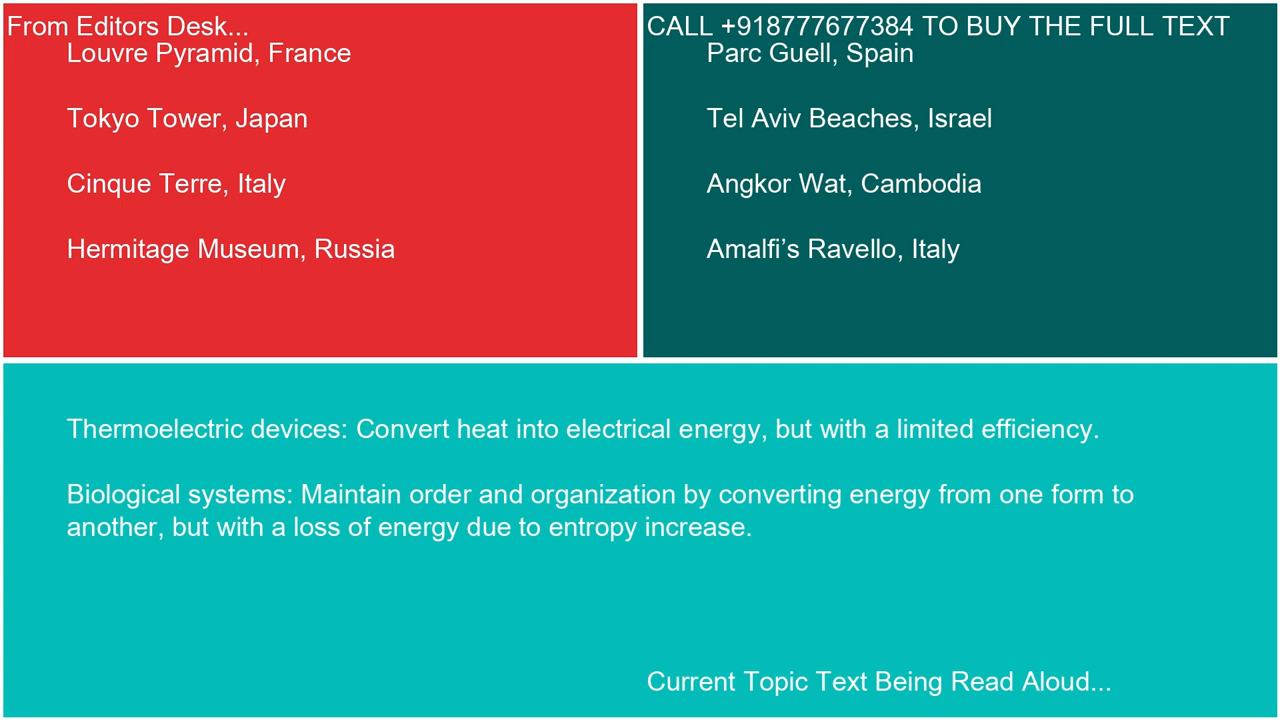 From Editors Desk...
Louvre Pyramid, France
Tokyo Tower, Japan
Cinque Terre, Italy
Hermitage Museum, Russia
CALL +918777677384 TO BUY THE FULL TEXT
Parc Guell, Spain
Tel Aviv Beaches, Israel
Angkor Wat, Cambodia
Amalfi’s Ravello, Italy
Thermoelectric devices: Convert heat into electrical energy, but with a limited efficiency.
Biological systems: Maintain order and organization by converting energy from one form to
another, but with a loss of energy due to entropy increase.
Current Topic Text Being Read Aloud...